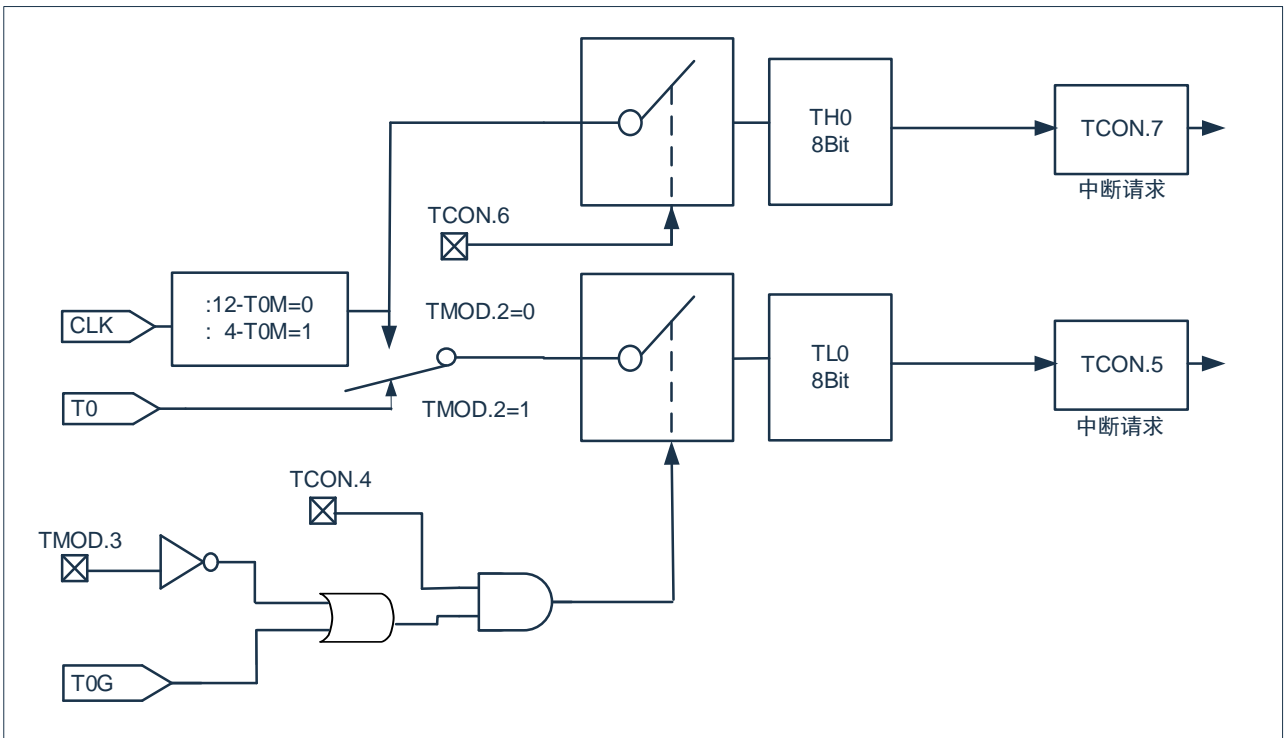 TH0
8Bit
TCON.7
中断请求
TCON.6
:12-T0M=0
: 4-T0M=1
CLK
TMOD.2=0
TL0
8Bit
TCON.5
中断请求
T0
TMOD.2=1
TCON.4
TMOD.3
T0G